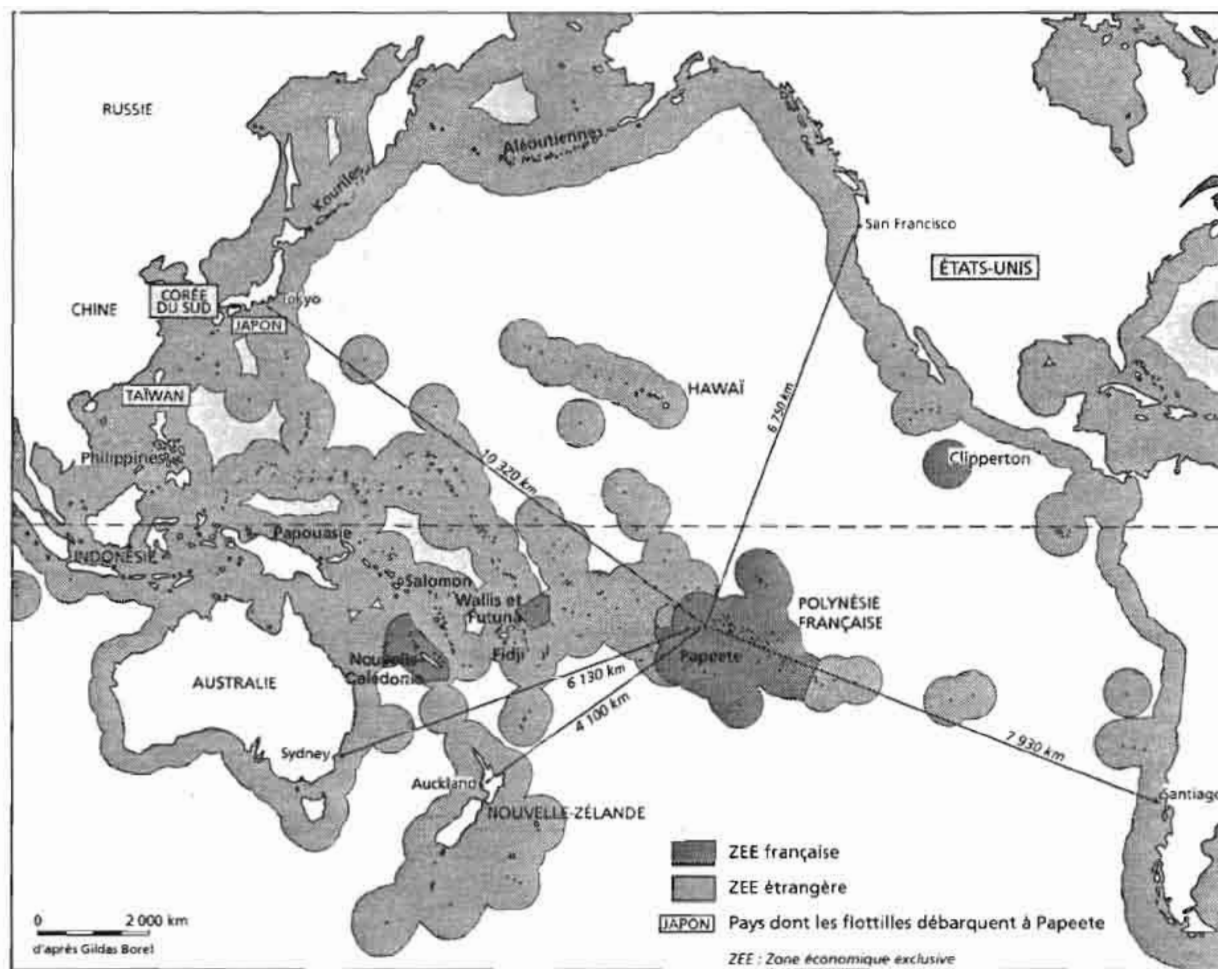 RUSSIE
Aléoutiennes
Kouriles
San Francisco
ÉTATS-UNIS
CORÉE
DU SUD
Tokyo
CHINE
JAPON
TAÏWAN
HAWAÏ
6 750 km
Philippines
10 320 km
Clipperton
Papouasie
INDONÉSIE
Salomon
Wallis et
Futuna
POLYNÉSIE
FRANÇAISE
Fidji
Papeete
Nouvelle-
Calédonie
AUSTRALIE
6 130 km
4 100 km
7 930 km
Sydney
Auckland
Santiago
NOUVELLE-ZÉLANDE
ZEE française
ZEE étrangère
JAPON Pays dont les flottilles débarquent à Papeete
ZEE : Zone économique exclusive
0 2 000 km
d'après Gildas Borel